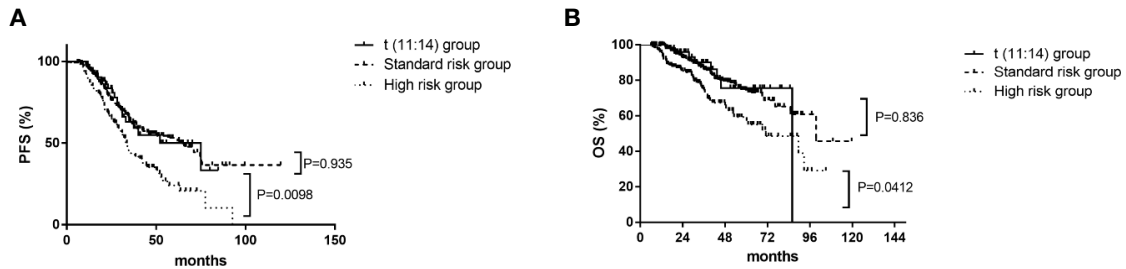 A
PFS (%)
100
50
0
0 50 100 150
months
t (11:14) group
Standard risk group
High risk group
P=0.935
P=0.0098
B
OS (%)
100
80
60
40
20
0
0 24 48 72 96 120 144
months
t (11:14) group
Standard risk group
High risk group
P=0.836
P=0.0412